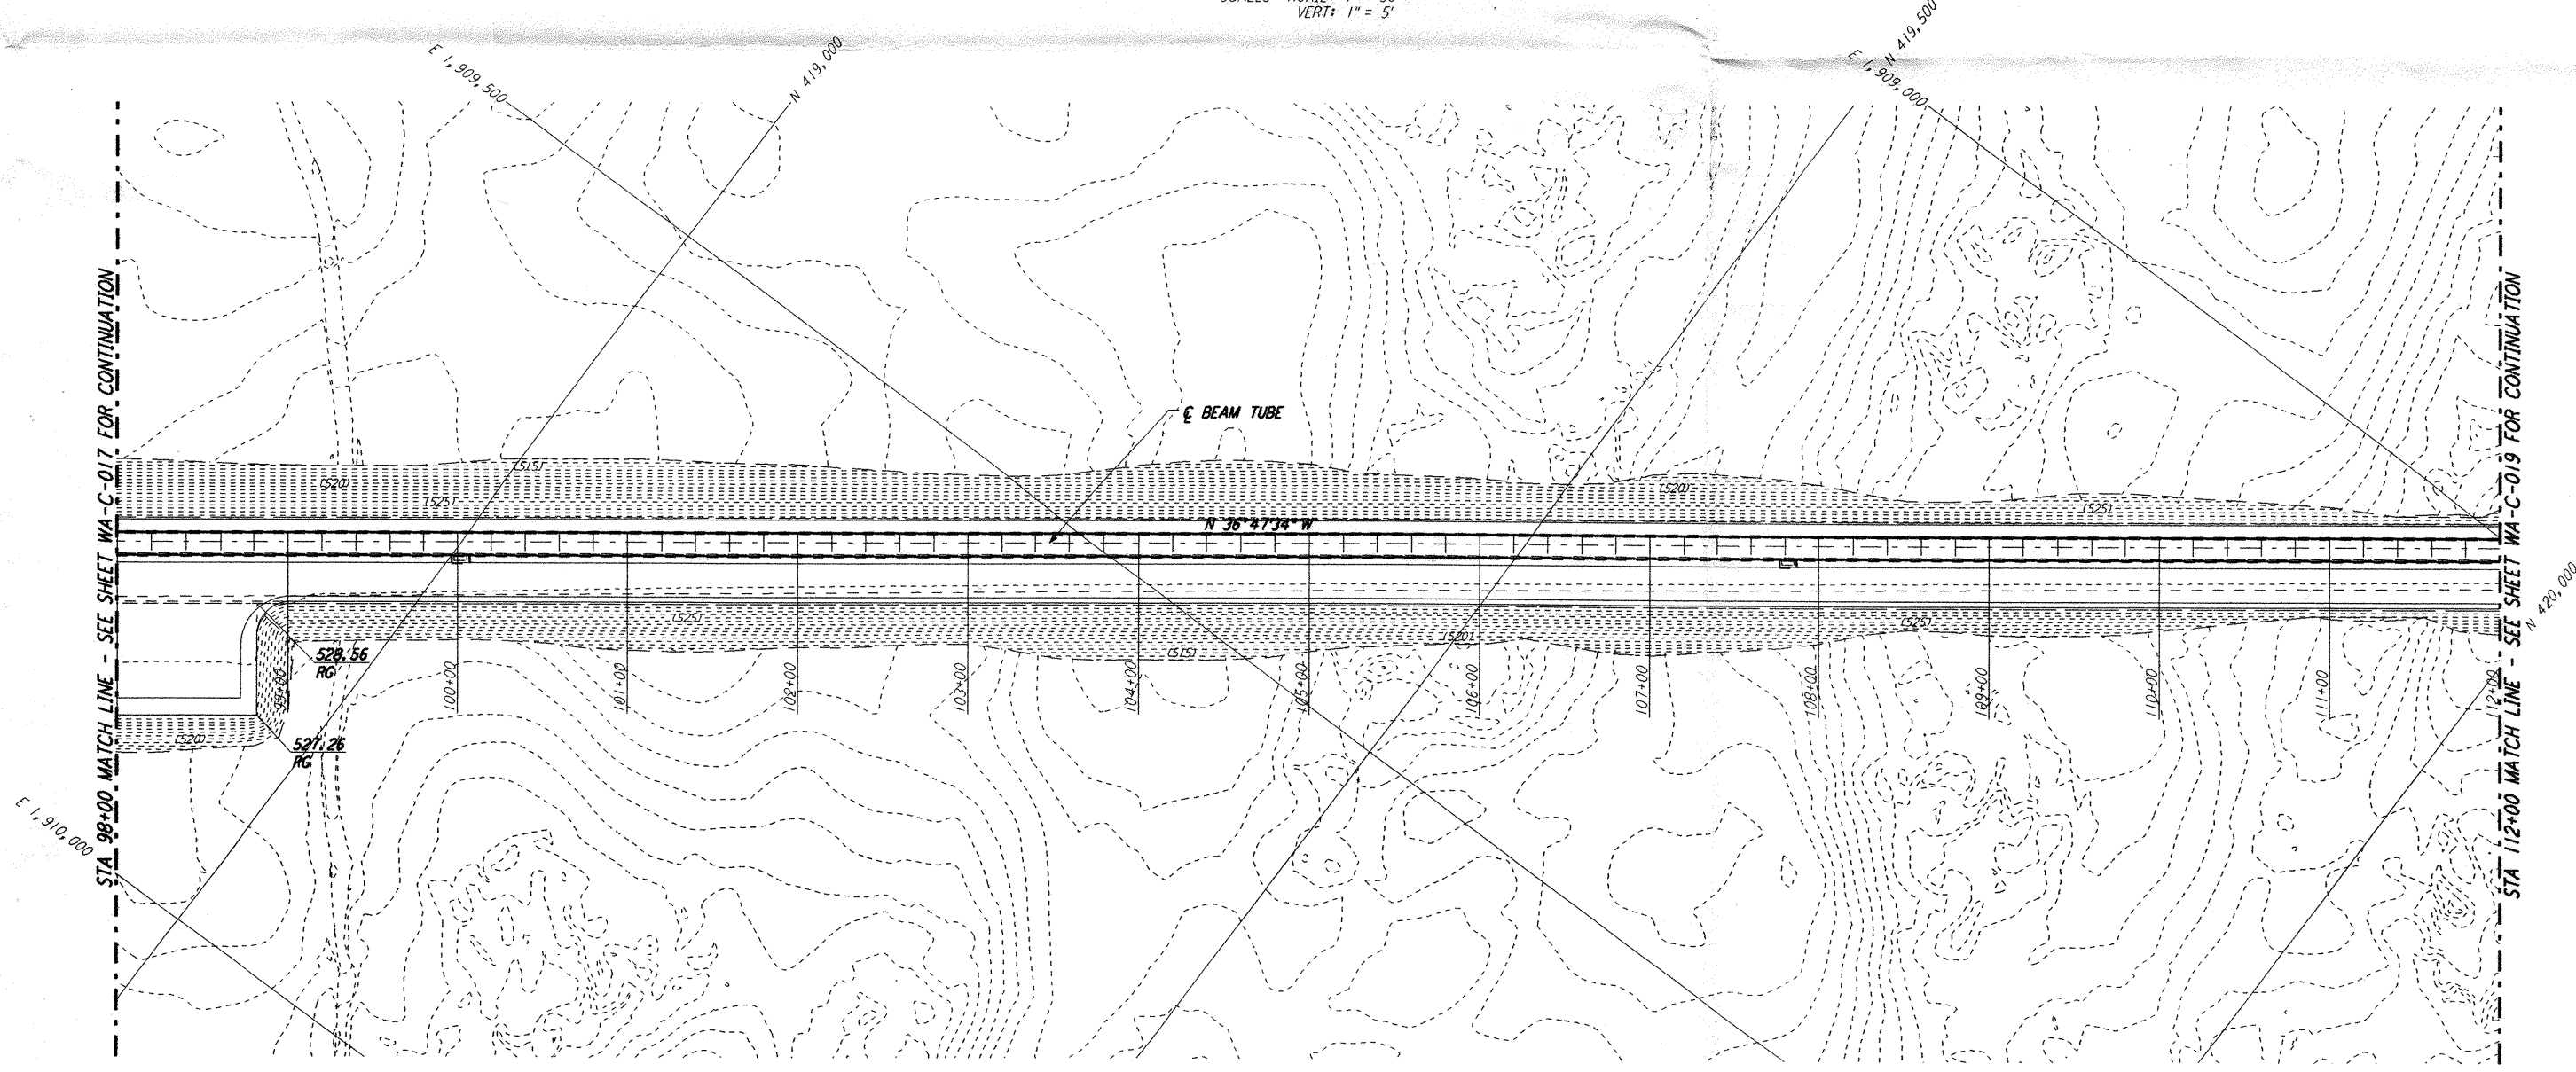 VERT: 1" = 5'
E 1,909,500
N 419,000
N 419,500
E 1,909,000
STA 98+00 MATCH LINE - SEE SHEET WA-C-017 FOR CONTINUATION
STA 112+00 MATCH LINE - SEE SHEET WA-C-019 FOR CONTINUATION
℄ BEAM TUBE
(515)
(520)
(525)
(520)
(525)
N 36°47'34" W
N 420,000
(525)
(520)
(515)
(525)
528.56
RG
99+00
100+00
101+00
102+00
103+00
104+00
105+00
106+00
107+00
108+00
109+00
110+00
111+00
112+00
(520)
527.26
RG
E 1,910,000